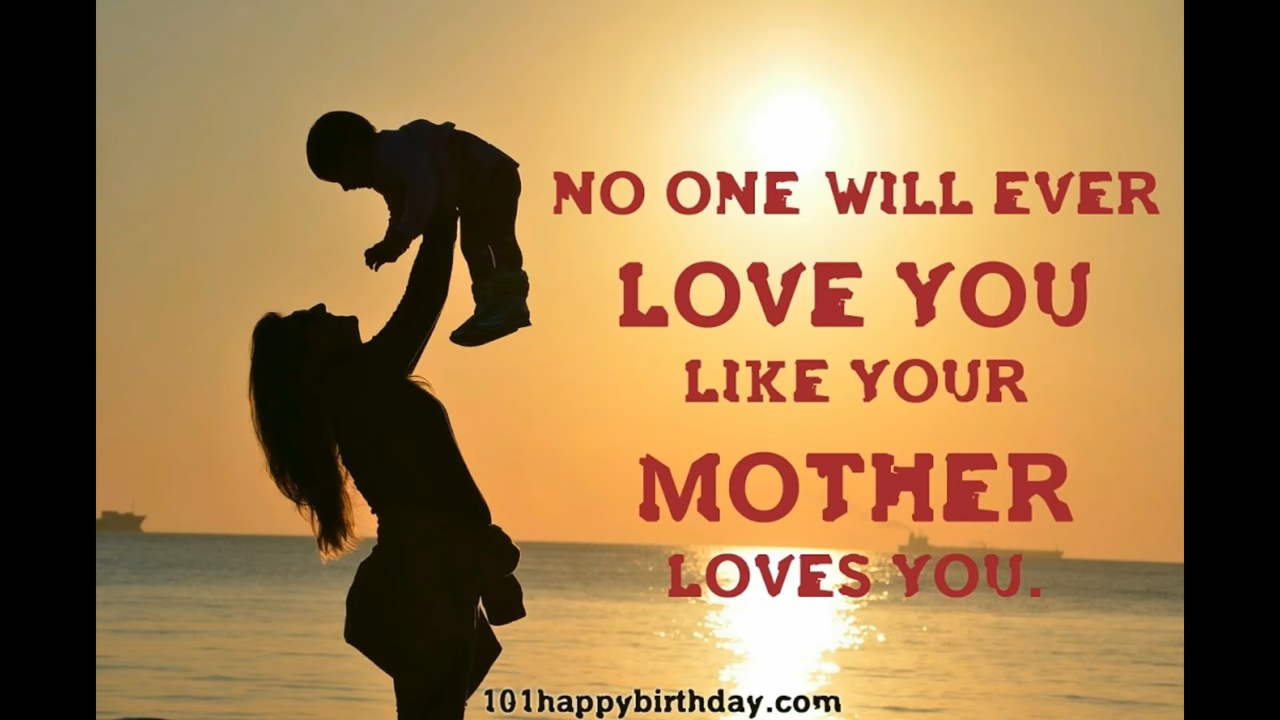 NO ONE WILL EVER
LOVE YOU
LIKE YOUR
MOTHER
LOVES YOU.
101happybirthday.com